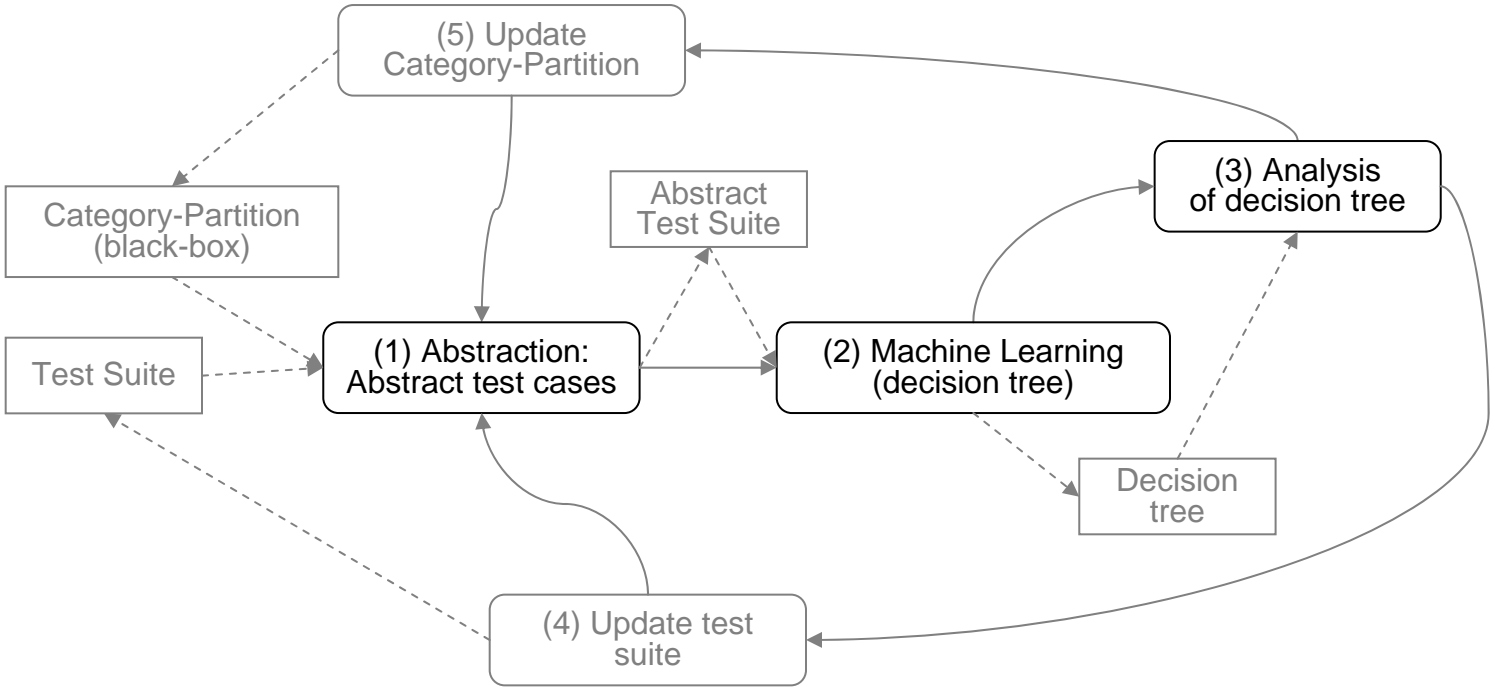 (5) Update
Category-Partition
(3) Analysis
of decision tree
Abstract
Test Suite
Category-Partition
(black-box)
(1) Abstraction:
Abstract test cases
(2) Machine Learning
(decision tree)
Test Suite
Decision
tree
(4) Update test
suite